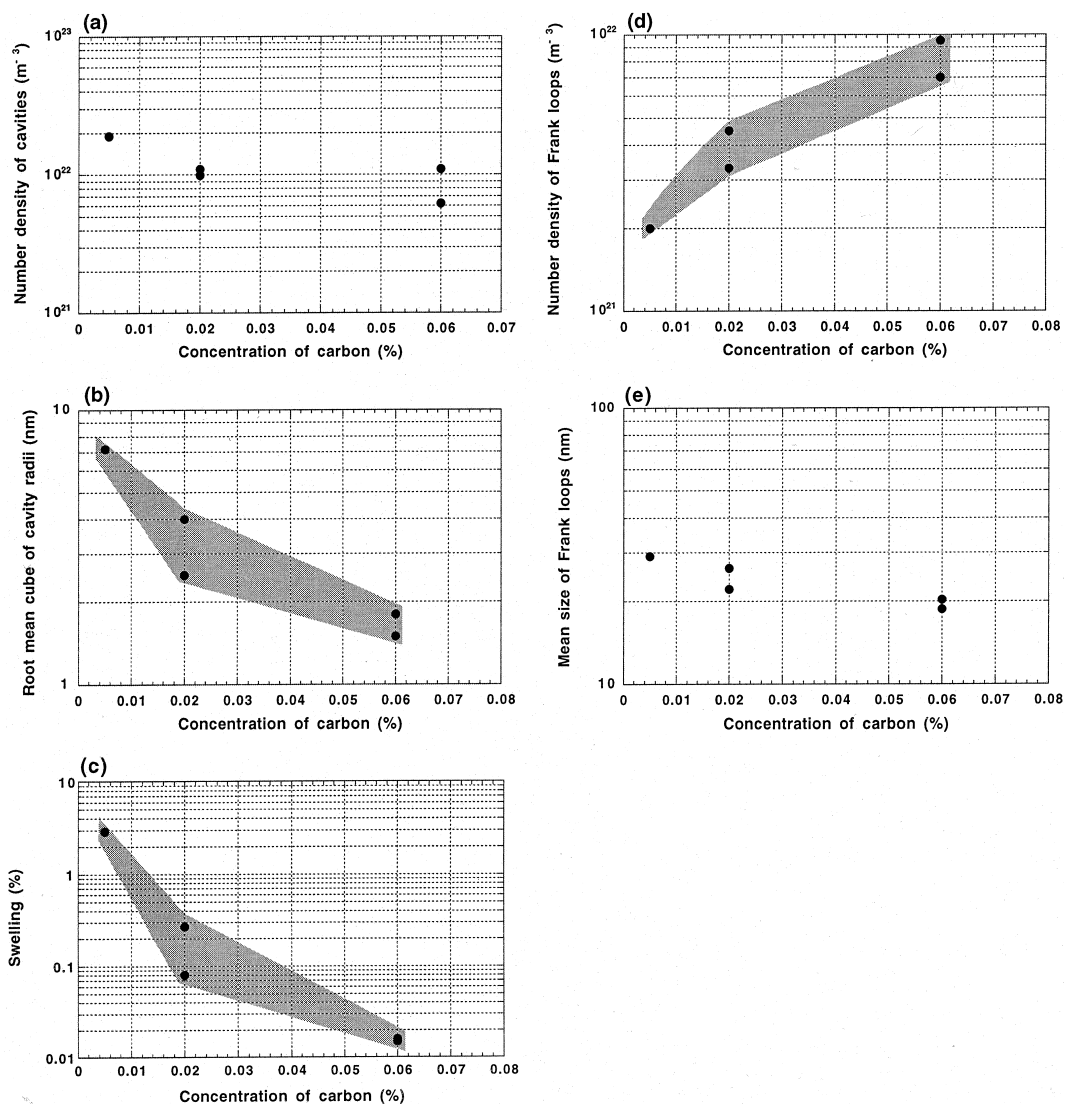 (a)
Number density of cavities (m⁻³)
10²³
10²²
10²¹
0 0.01 0.02 0.03 0.04 0.05 0.06 0.07
Concentration of carbon (%)
(b)
Root mean cube of cavity radii (nm)
10
1
0 0.01 0.02 0.03 0.04 0.05 0.06 0.07 0.08
Concentration of carbon (%)
(c)
Swelling (%)
10
1
0.1
0.01
0 0.01 0.02 0.03 0.04 0.05 0.06 0.07 0.08
Concentration of carbon (%)
(d)
Number density of Frank loops (m⁻³)
10²²
10²¹
0 0.01 0.02 0.03 0.04 0.05 0.06 0.07 0.08
Concentration of carbon (%)
(e)
Mean size of Frank loops (nm)
100
10
0 0.01 0.02 0.03 0.04 0.05 0.06 0.07 0.08
Concentration of carbon (%)